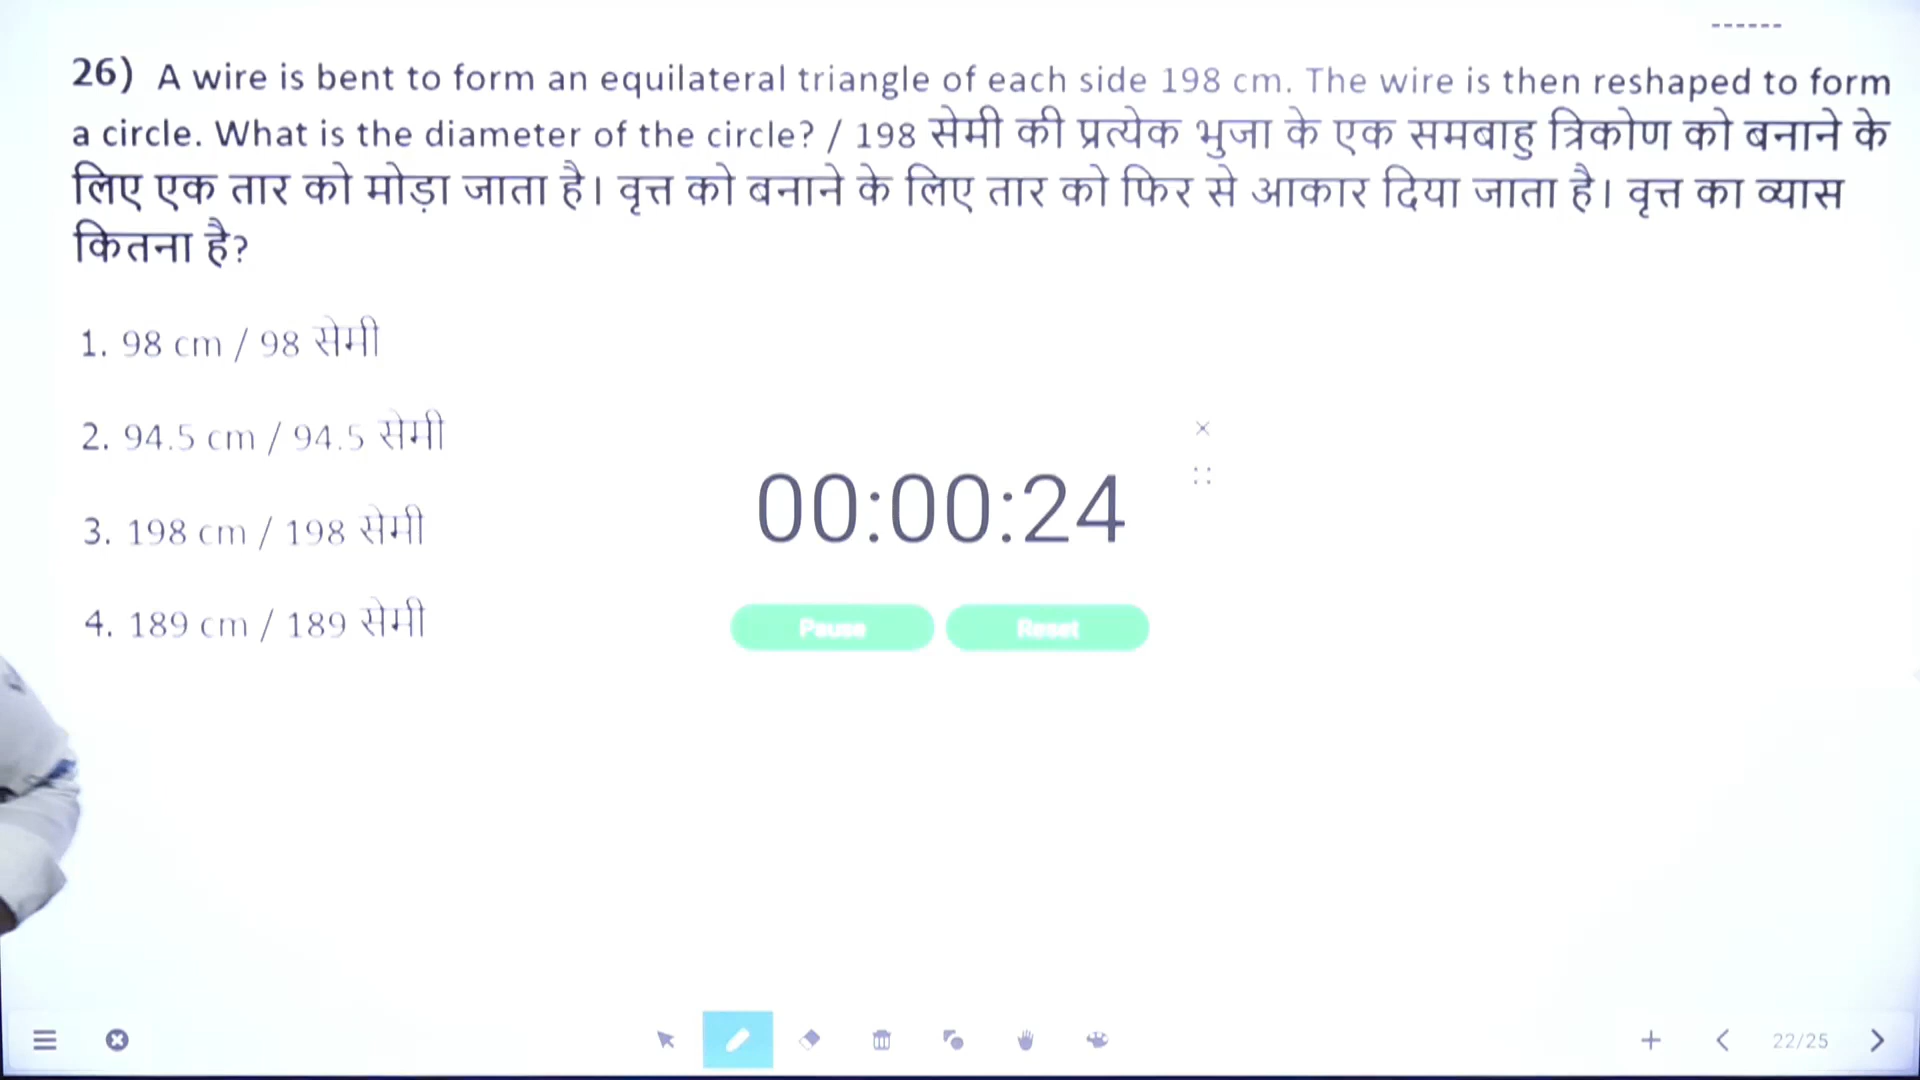 26) A wire is bent to form an equilateral triangle of each side 198 cm. The wire is then reshaped to form
a circle. What is the diameter of the circle? / 198 सेमी की प्रत्येक भुजा के एक समबाहु त्रिकोण को बनाने के
लिए एक तार को मोड़ा जाता है। वृत्त को बनाने के लिए तार को फिर से आकार दिया जाता है। वृत्त का व्यास
कितना है?
1. 98 cm / 98 सेमी
2. 94.5 cm / 94.5 सेमी
3. 198 cm / 198 सेमी
4. 189 cm / 189 सेमी
00:00:24
Pause Reset
22/25